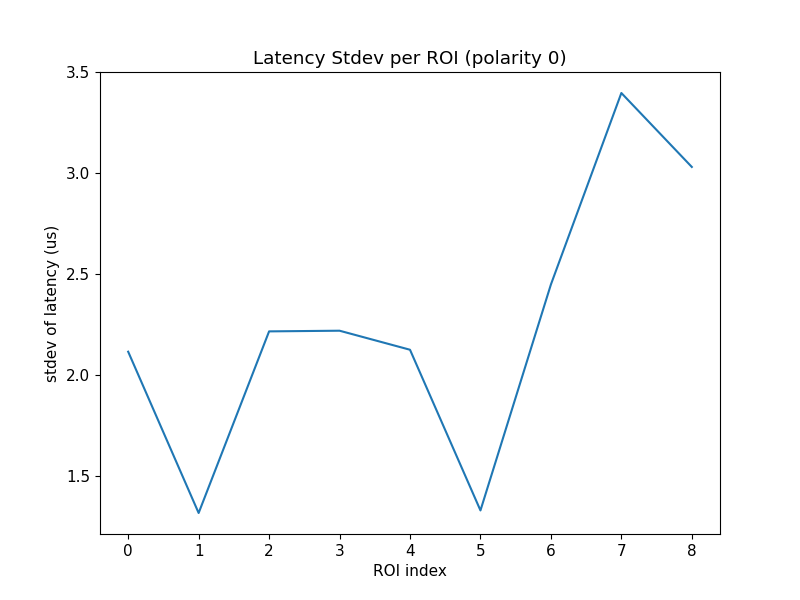 Latency Stdev per ROI (polarity 0)
3.5
3.0
2.5
2.0
1.5
stdev of latency (us)
0 1 2 3 4 5 6 7 8
ROI index